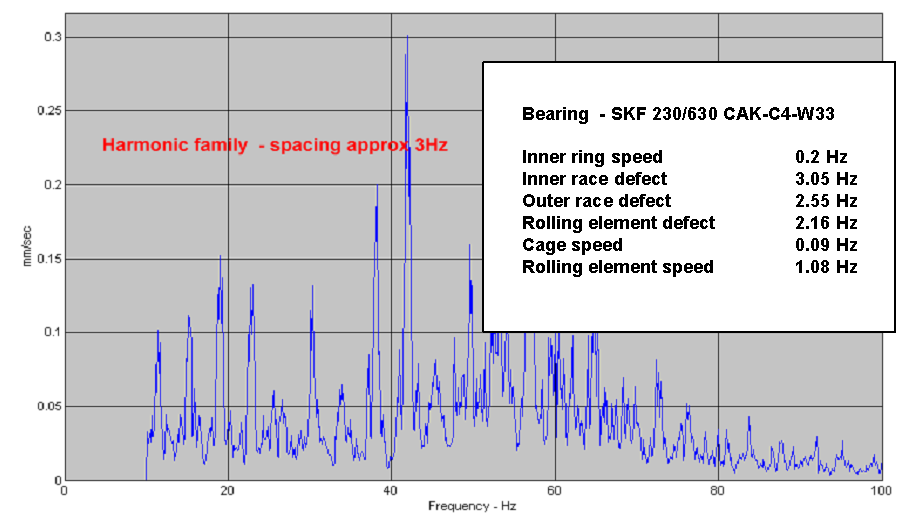 0.3
Bearing - SKF 230/630 CAK-C4-W33
0.25
Harmonic family - spacing approx 3Hz
Inner ring speed 0.2 Hz
Inner race defect 3.05 Hz
0.2
Outer race defect 2.55 Hz
Rolling element defect 2.16 Hz
Cage speed 0.09 Hz
mm/sec
0.15
Rolling element speed 1.08 Hz
0.1
0.05
0
0 20 40 60 80 100
Frequency - Hz